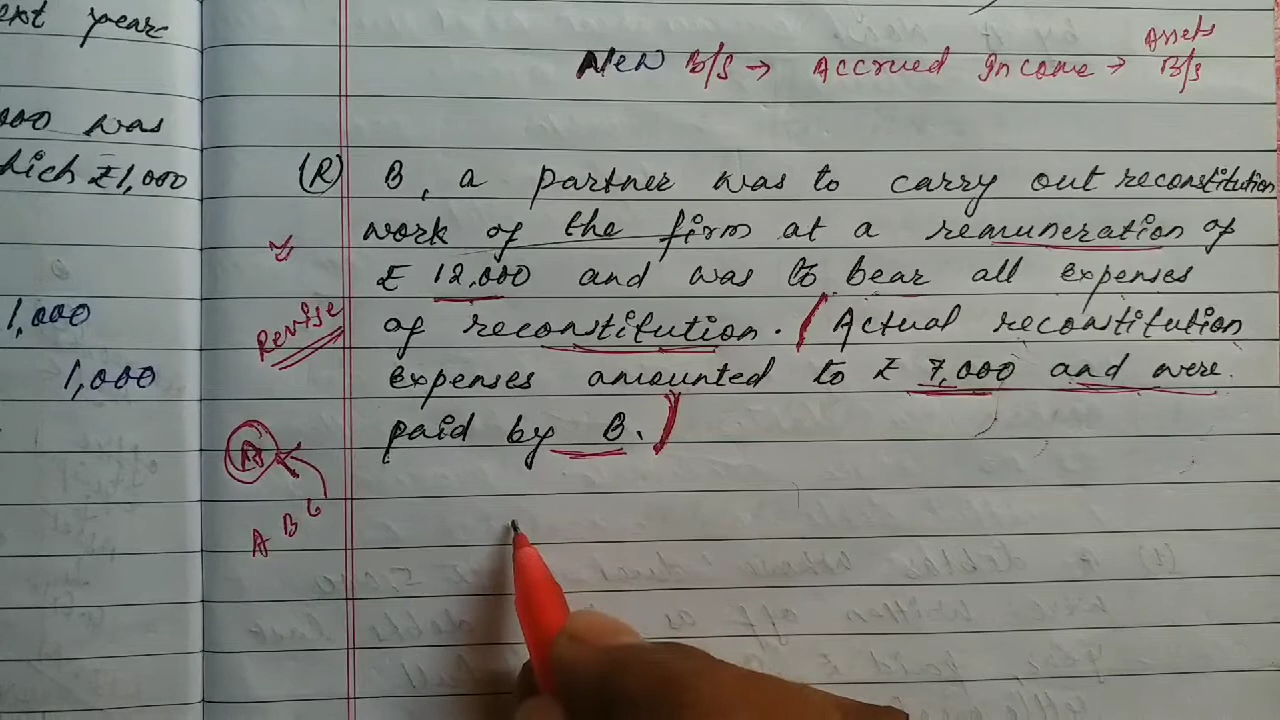 ext year
000 was
hich ₹1,000
1,000
1,000
Assets
New B/S → Accrued Income → B/S
(R) B, a partner was to carry out reconstitution
work of the firm at a remuneration of
₹ 12,000 and was to bear all expenses
of reconstitution. (Actual reconstitution
expenses amounted to ₹ 7,000 and were
paid by B.)
Revise
A B C